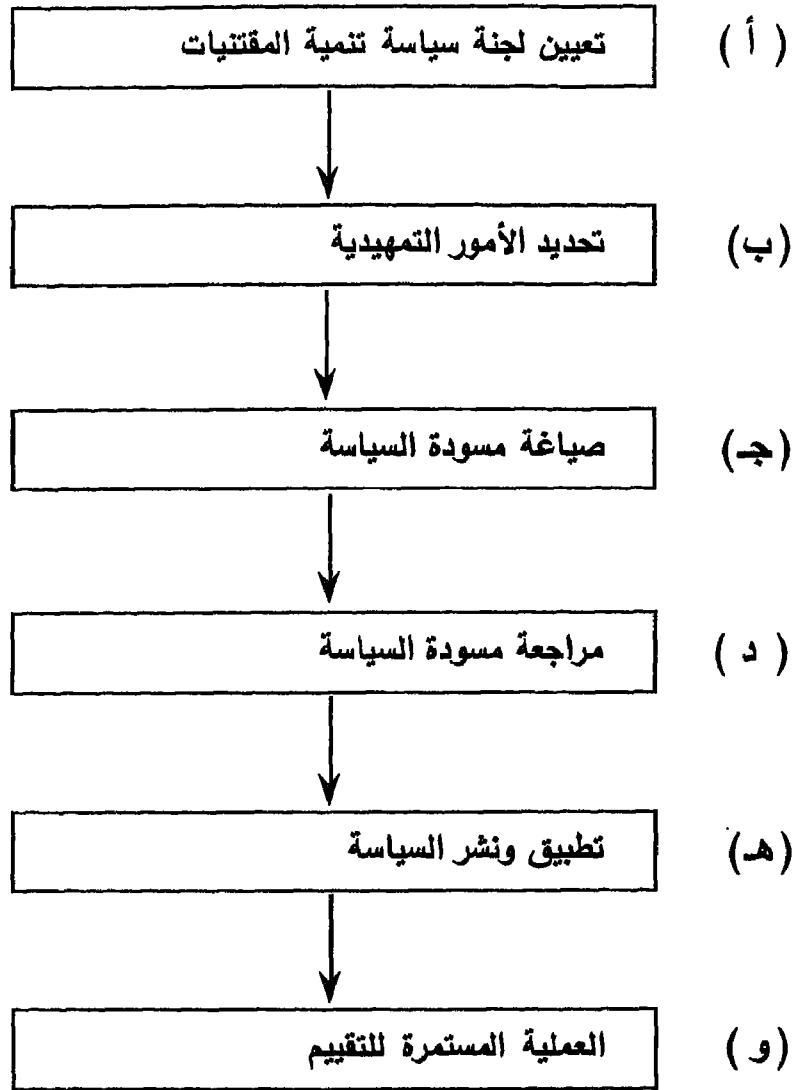 ( أ ) تعيين لجنة سياسة تنمية المقتنيات
(ب) تحديد الأمور التمهيدية
(جـ) صياغة مسودة السياسة
( د ) مراجعة مسودة السياسة
(هـ) تطبيق ونشر السياسة
(و) العملية المستمرة للتقييم